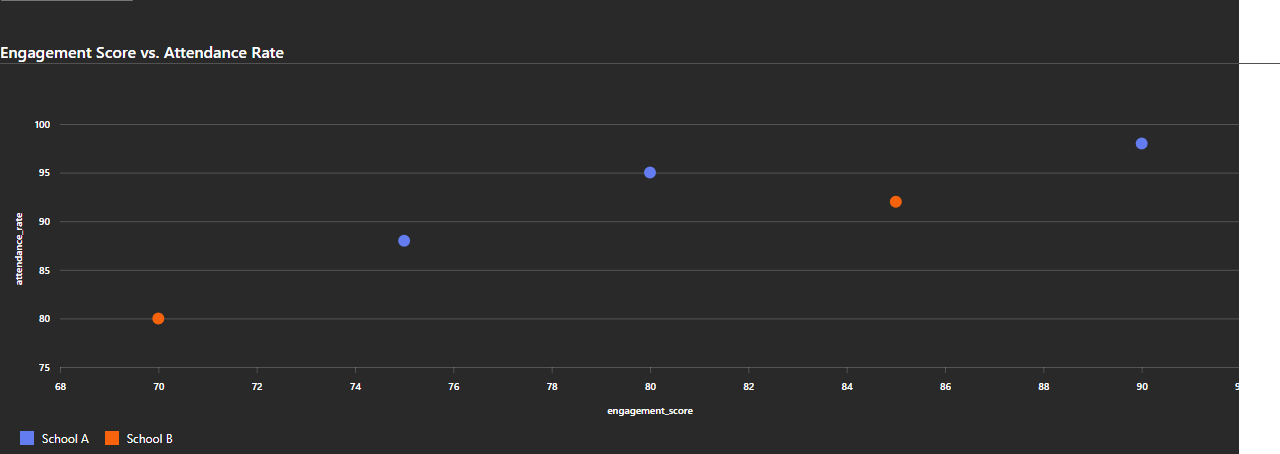 Engagement Score vs. Attendance Rate
100
95
90
85
80
75
attendance_rate
68 70 72 74 76 78 80 82 84 86 88 90
engagement_score
School A School B